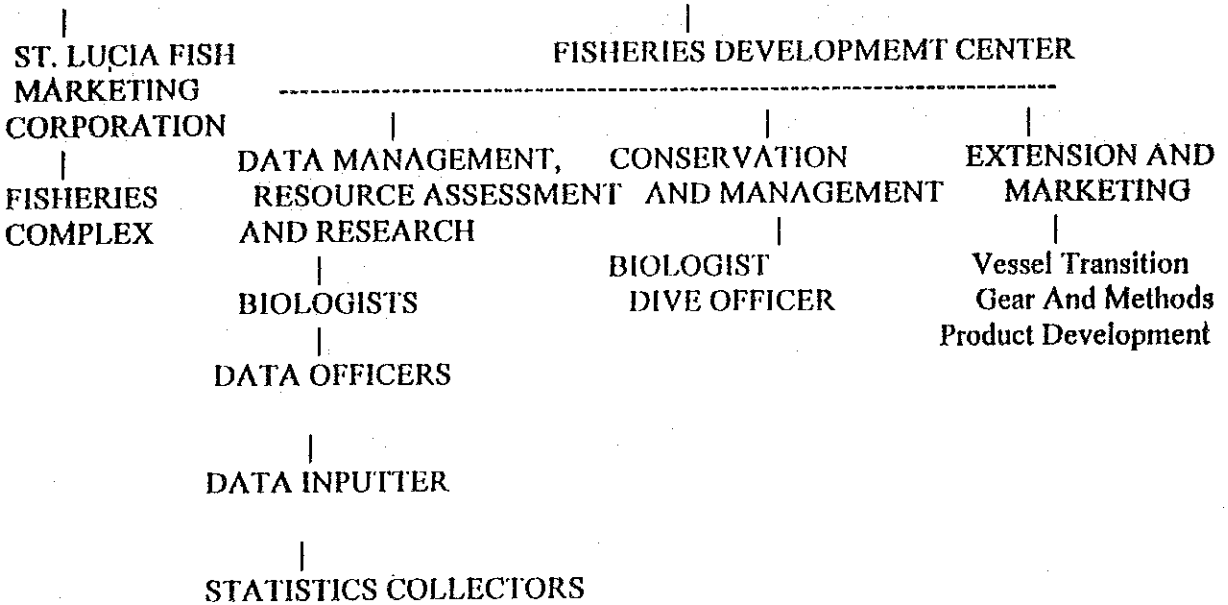 ST. LUCIA FISH
MARKETING
CORPORATION
FISHERIES
COMPLEX
FISHERIES DEVELOPMEMT CENTER
DATA MANAGEMENT,
RESOURCE ASSESSMENT
AND RESEARCH
BIOLOGISTS
DATA OFFICERS
DATA INPUTTER
STATISTICS COLLECTORS
CONSERVATION
AND MANAGEMENT
BIOLOGIST
DIVE OFFICER
EXTENSION AND
MARKETING
Vessel Transition
Gear And Methods
Product Development